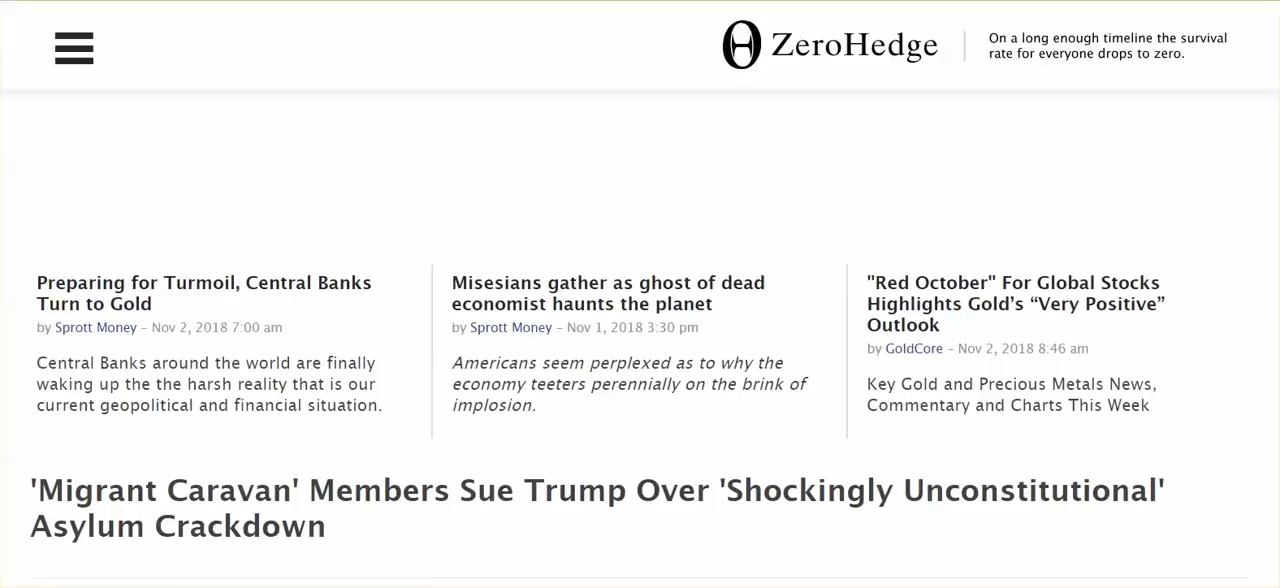 ZeroHedge
On a long enough timeline the survival
rate for everyone drops to zero.
Preparing for Turmoil, Central Banks
Turn to Gold
by Sprott Money – Nov 2, 2018 7:00 am
Central Banks around the world are finally
waking up the the harsh reality that is our
current geopolitical and financial situation.
Misesians gather as ghost of dead
economist haunts the planet
by Sprott Money – Nov 1, 2018 3:30 pm
Americans seem perplexed as to why the
economy teeters perennially on the brink of
implosion.
"Red October" For Global Stocks
Highlights Gold’s “Very Positive”
Outlook
by GoldCore – Nov 2, 2018 8:46 am
Key Gold and Precious Metals News,
Commentary and Charts This Week
'Migrant Caravan' Members Sue Trump Over 'Shockingly Unconstitutional'
Asylum Crackdown